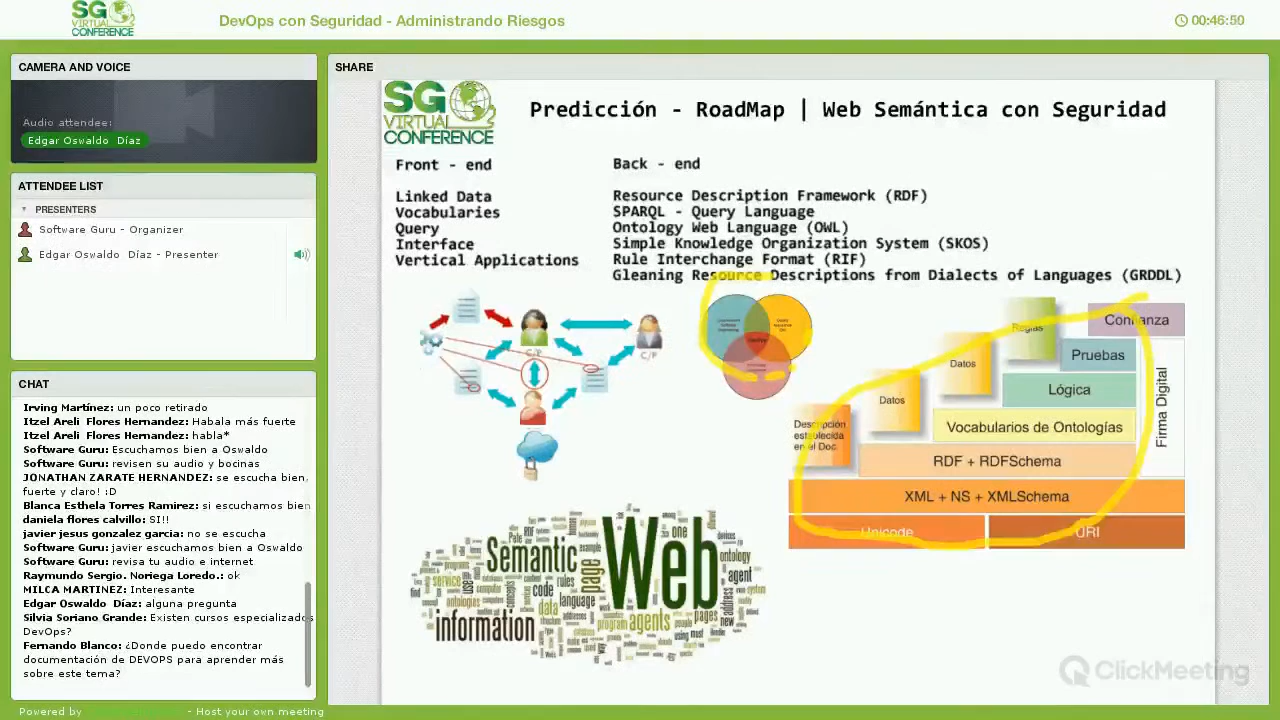 SG VIRTUAL CONFERENCE
DevOps con Seguridad - Administrando Riesgos
00:46:50
CAMERA AND VOICE
Audio attendee:
Edgar Oswaldo Díaz
ATTENDEE LIST
PRESENTERS
Software Guru - Organizer
Edgar Oswaldo Díaz - Presenter
CHAT
Irving Martínez: un poco retirado
Itzel Areli Flores Hernandez: Habala más fuerte
Itzel Areli Flores Hernandez: habla*
Software Guru: Escuchamos bien a Oswaldo
Software Guru: revisen su audio y bocinas
JONATHAN ZARATE HERNANDEZ: se escucha bien,
fuerte y claro! :D
Blanca Esthela Torres Ramirez: si escuchamos bien
daniela flores calvillo: SI!!
javier jesus gonzalez garcia: no se escucha
Software Guru: javier escuchamos bien a Oswaldo
Software Guru: revisa tu audio e internet
Raymundo Sergio. Noriega Loredo.: ok
MILCA MARTINEZ: Interesante
Edgar Oswaldo Díaz: alguna pregunta
Silvia Soriano Grande: Existen cursos especializados
DevOps?
Fernando Blanco: ¿Dónde puedo encontrar
documentación de DEVOPS para aprender más
sobre este tema?
Powered by
- Host your own meeting
SHARE
SG VIRTUAL CONFERENCE
Predicción - RoadMap | Web Semántica con Seguridad
Front - end
Linked Data
Vocabularies
Query
Interface
Vertical Applications
Back - end
Resource Description Framework (RDF)
SPARQL - Query Language
Ontology Web Language (OWL)
Simple Knowledge Organization System (SKOS)
Rule Interchange Format (RIF)
Gleaning Resource Descriptions from Dialects of Languages (GRDDL)
C/P
C/P
Reglas
Confianza
Datos
Pruebas
Datos
Lógica
Descripción
establecida
en el Doc.
Vocabularios de Ontologías
RDF + RDFSchema
XML + NS + XMLSchema
Unicode
URI
Firma Digital
Semantic Web
information
agents
page
pages
service
code
rules
data
language
ontology
agent
ClickMeeting